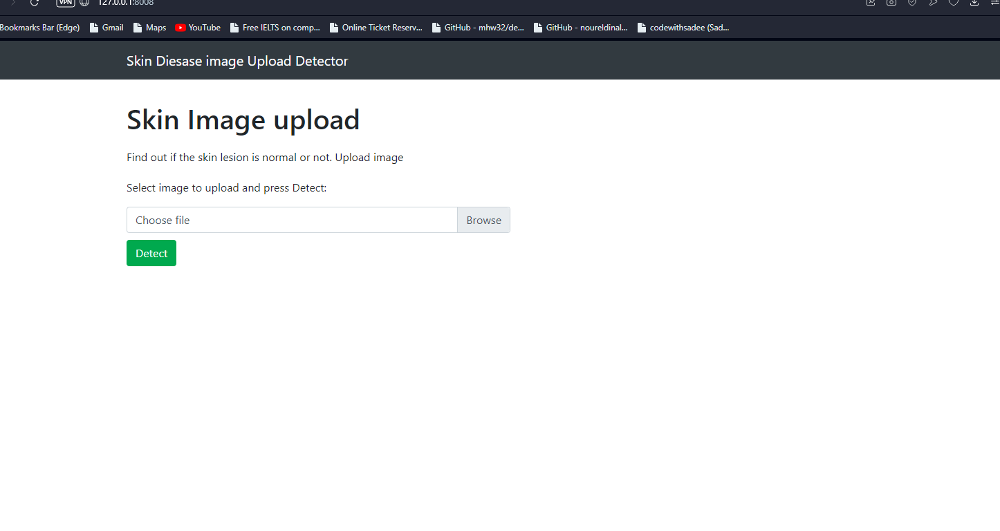 VPN 127.0.0.1:8008
Bookmarks Bar (Edge) Gmail Maps YouTube Free IELTS on comp... Online Ticket Reserv... GitHub - mhw32/de... GitHub - noureldinal... codewithsadee (Sad...
Skin Diesase image Upload Detector
Skin Image upload
Find out if the skin lesion is normal or not. Upload image
Select image to upload and press Detect:
Choose file Browse
Detect